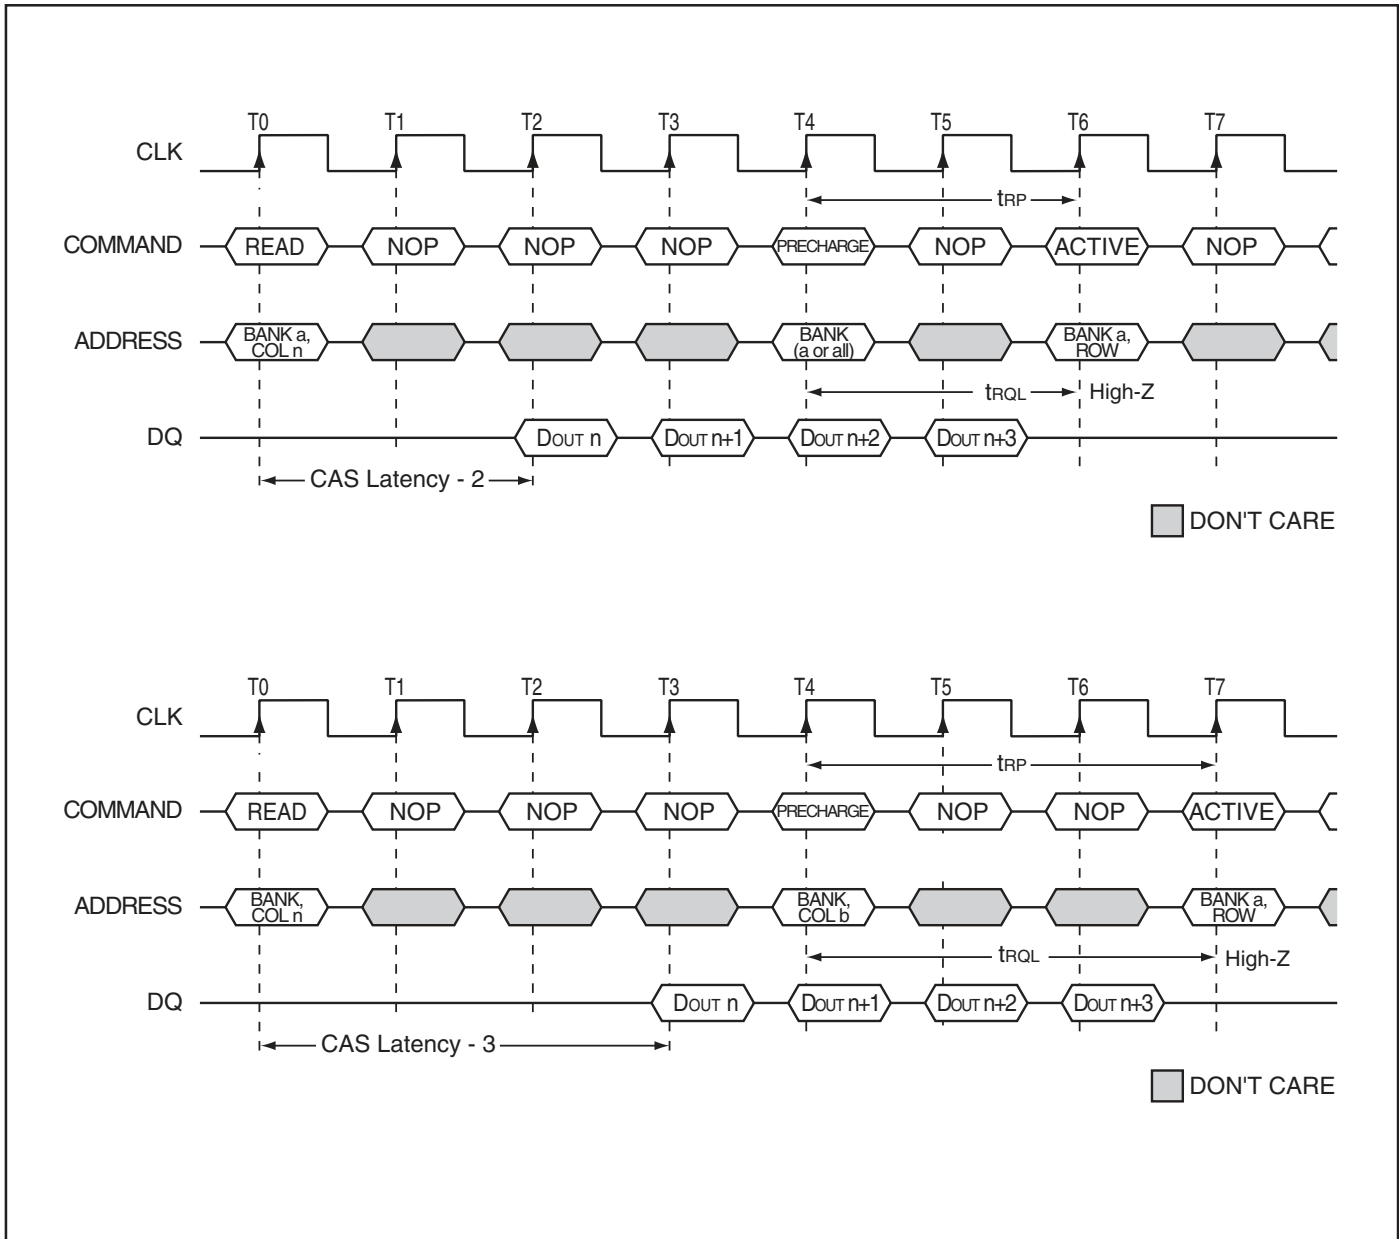 T0 T1 T2 T3 T4 T5 T6 T7
CLK
tRP
COMMAND READ NOP NOP NOP PRECHARGE NOP ACTIVE NOP
ADDRESS BANK a, COL n BANK (a or all) BANK a, ROW
tRQL High-Z
DQ DOUT n DOUT n+1 DOUT n+2 DOUT n+3
CAS Latency - 2
DON'T CARE
T0 T1 T2 T3 T4 T5 T6 T7
CLK
tRP
COMMAND READ NOP NOP NOP PRECHARGE NOP NOP ACTIVE
ADDRESS BANK, COL n BANK, COL b BANK a, ROW
tRQL High-Z
DQ DOUT n DOUT n+1 DOUT n+2 DOUT n+3
CAS Latency - 3
DON'T CARE